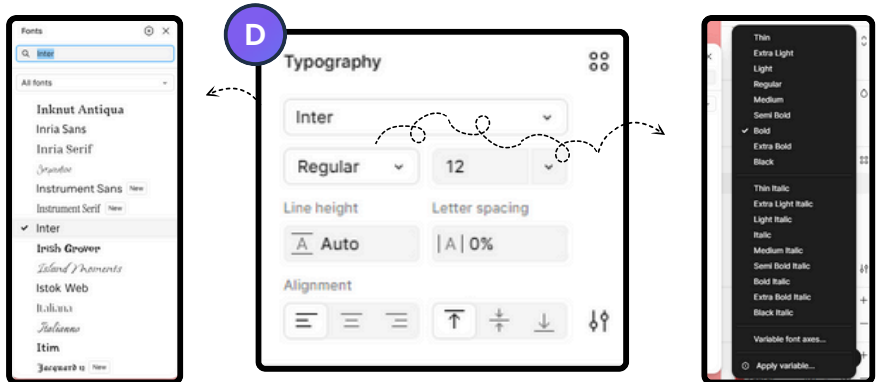 Fonts
Inter
All fonts
Inknut Antiqua
Inria Sans
Inria Serif
Instrument Sans New
Instrument Serif New
Inter
Irish Grover
Island Moments
Istok Web
Italiana
Italianno
Itim
Jacquard 12 New
D
Typography
Inter
Regular 12
Line height Letter spacing
A Auto |A| 0%
Alignment
Thin
Extra Light
Light
Regular
Medium
Semi Bold
Bold
Extra Bold
Black
Thin Italic
Extra Light Italic
Light Italic
Italic
Medium Italic
Semi Bold Italic
Bold Italic
Extra Bold Italic
Black Italic
Variable font axes...
Apply variable...